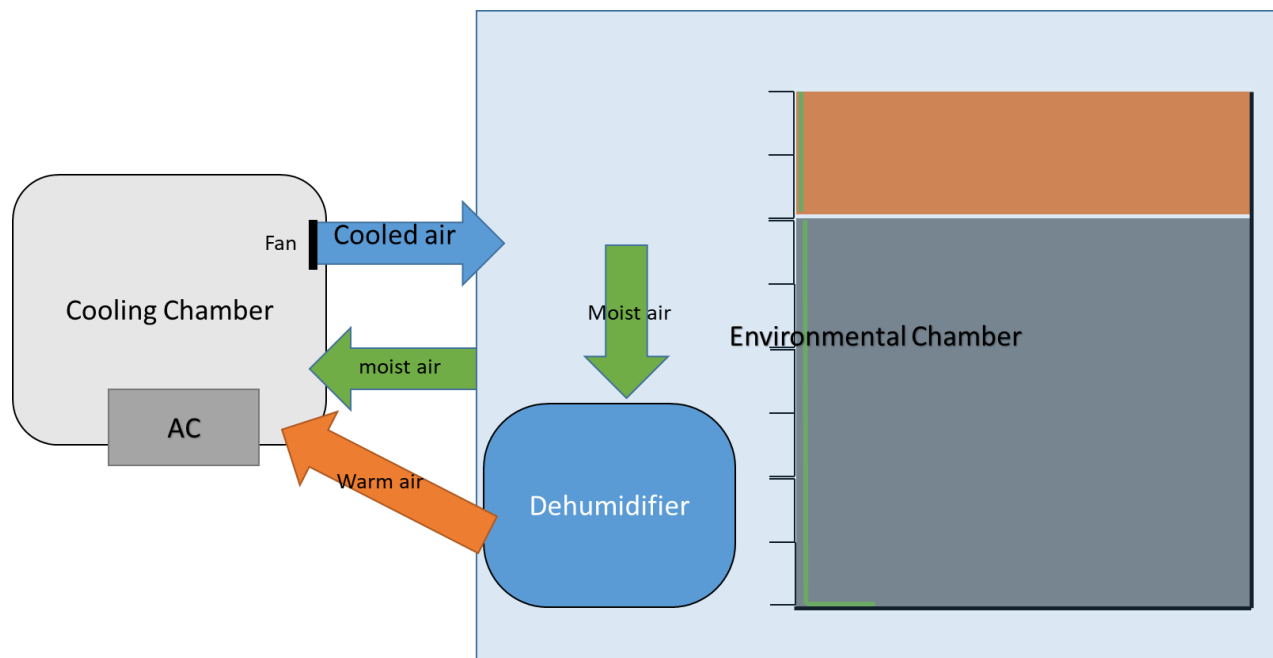 Fan
Cooled air
Cooling Chamber
Moist air
Environmental Chamber
moist air
AC
Warm air
Dehumidifier